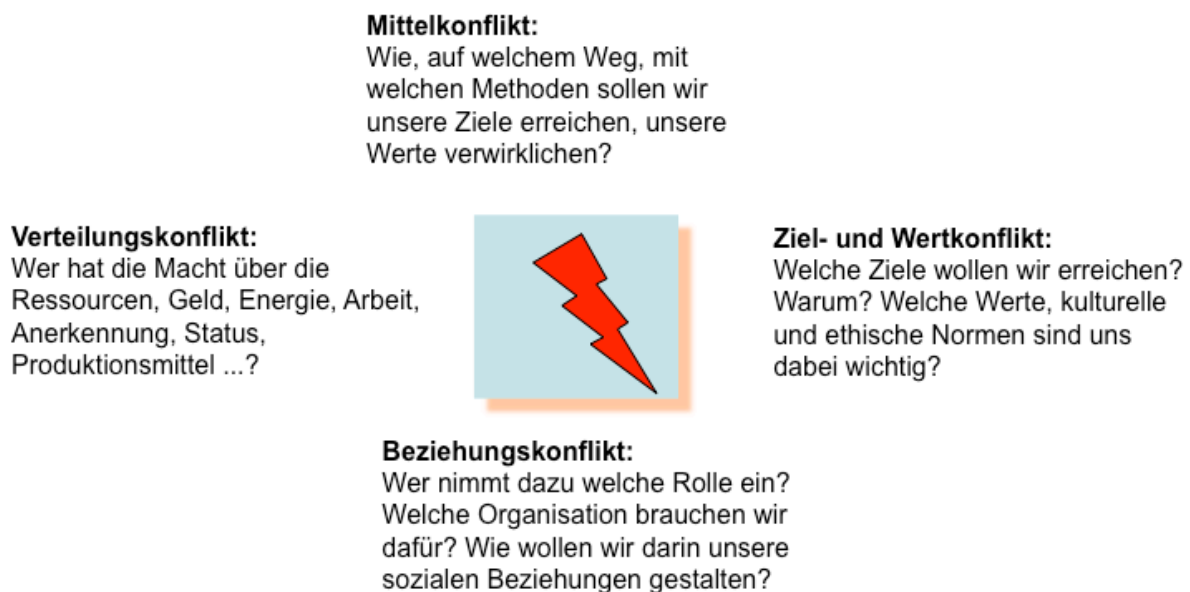 Mittelkonflikt:
Wie, auf welchem Weg, mit
welchen Methoden sollen wir
unsere Ziele erreichen, unsere
Werte verwirklichen?
Verteilungskonflikt:
Wer hat die Macht über die
Ressourcen, Geld, Energie, Arbeit,
Anerkennung, Status,
Produktionsmittel ...?
Ziel- und Wertkonflikt:
Welche Ziele wollen wir erreichen?
Warum? Welche Werte, kulturelle
und ethische Normen sind uns
dabei wichtig?
Beziehungskonflikt:
Wer nimmt dazu welche Rolle ein?
Welche Organisation brauchen wir
dafür? Wie wollen wir darin unsere
sozialen Beziehungen gestalten?